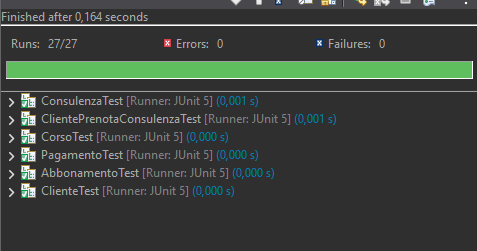 Finished after 0,164 seconds
Runs: 27/27 Errors: 0 Failures: 0
ConsulenzaTest [Runner: JUnit 5] (0,001 s)
ClientePrenotaConsulenzaTest [Runner: JUnit 5] (0,001 s)
CorsoTest [Runner: JUnit 5] (0,000 s)
PagamentoTest [Runner: JUnit 5] (0,000 s)
AbbonamentoTest [Runner: JUnit 5] (0,000 s)
ClienteTest [Runner: JUnit 5] (0,000 s)